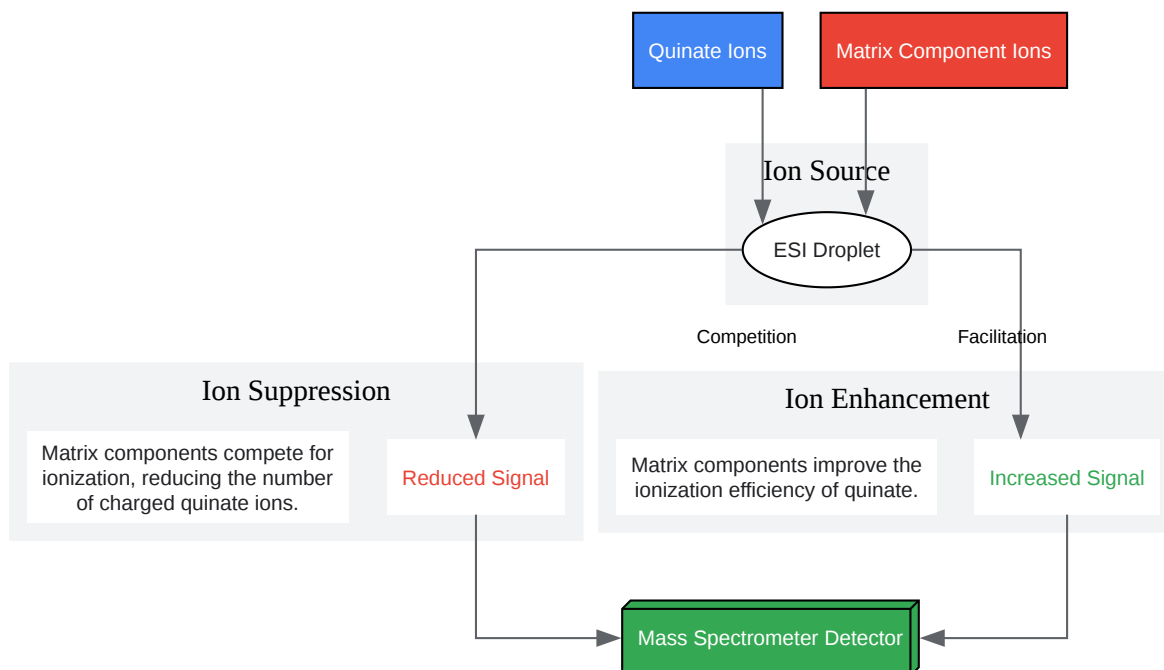 Quinate Ions
Matrix Component Ions
Ion Source
ESI Droplet
Competition
Facilitation
Ion Suppression
Matrix components compete for
ionization, reducing the number
of charged quinate ions.
Reduced Signal
Ion Enhancement
Matrix components improve the
ionization efficiency of quinate.
Increased Signal
Mass Spectrometer Detector